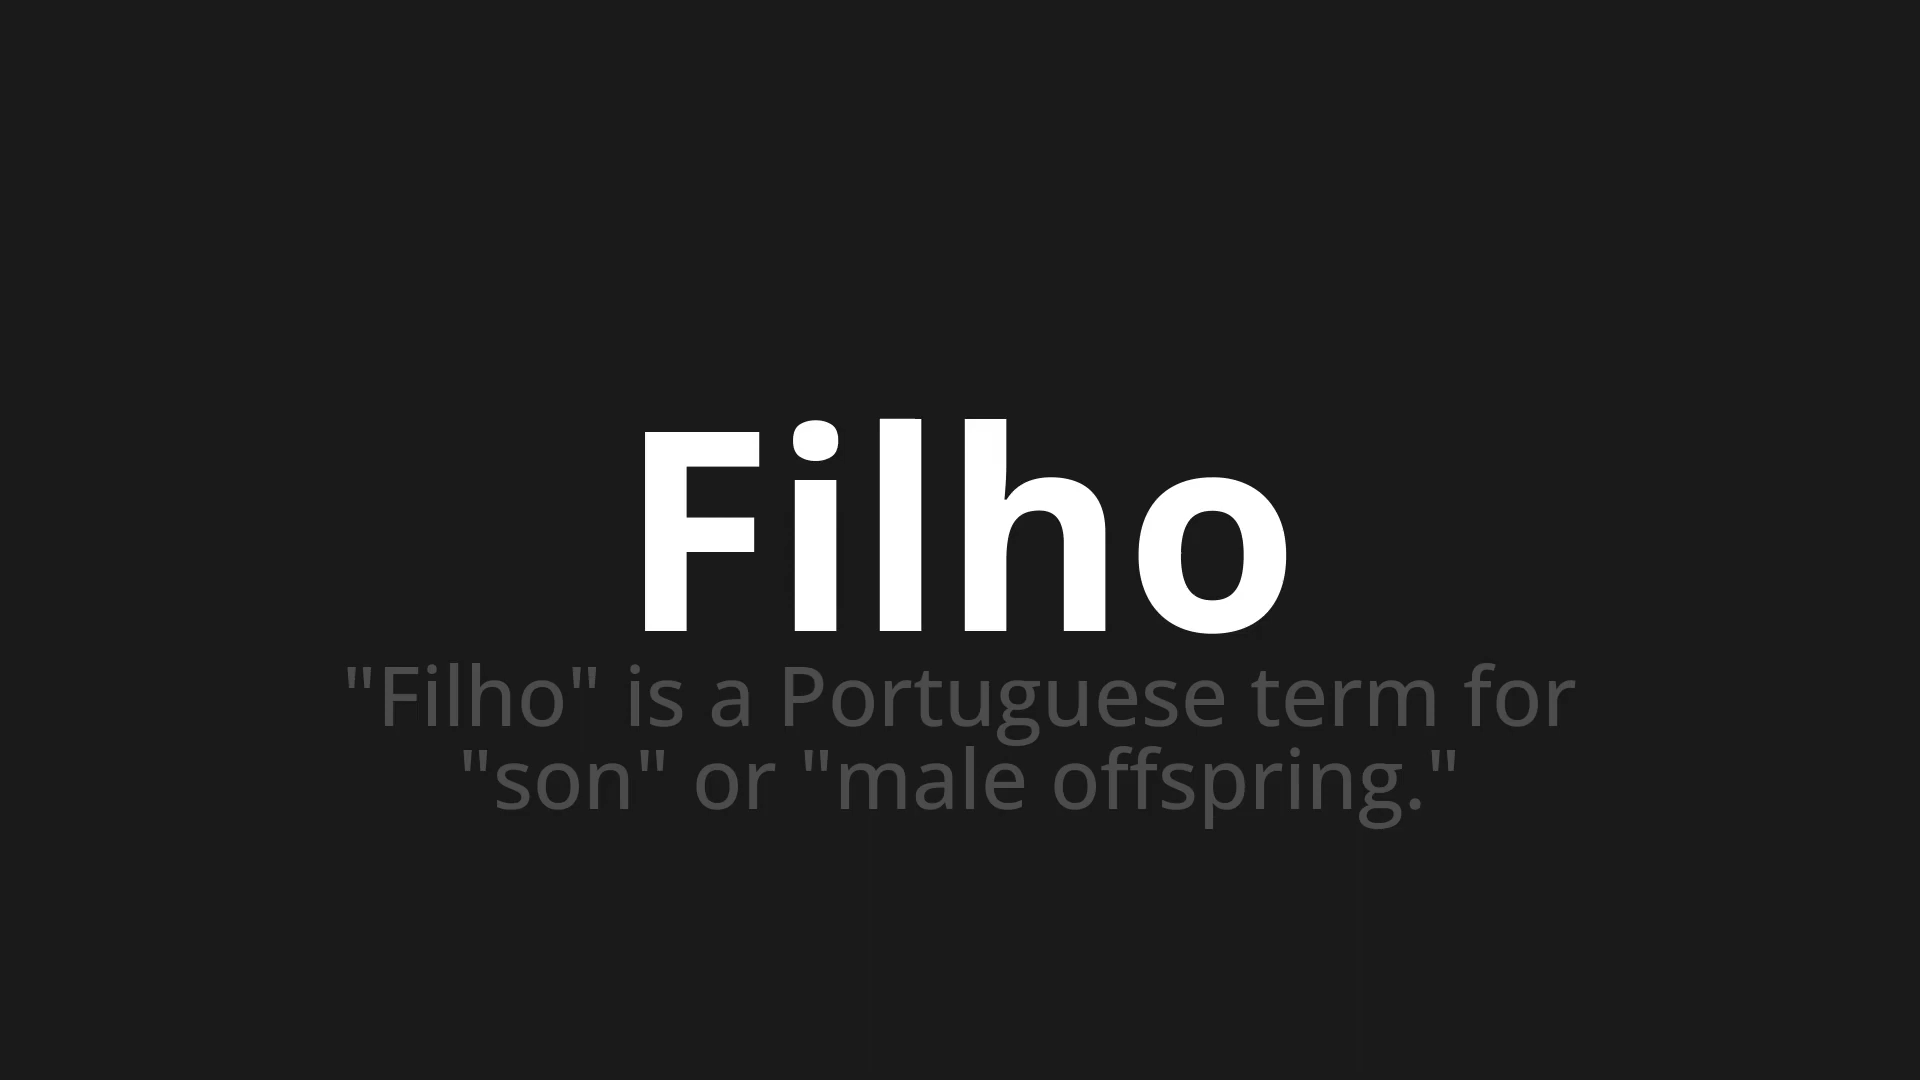 Filho
"Filho" is a Portuguese term for
"son" or "male offspring."